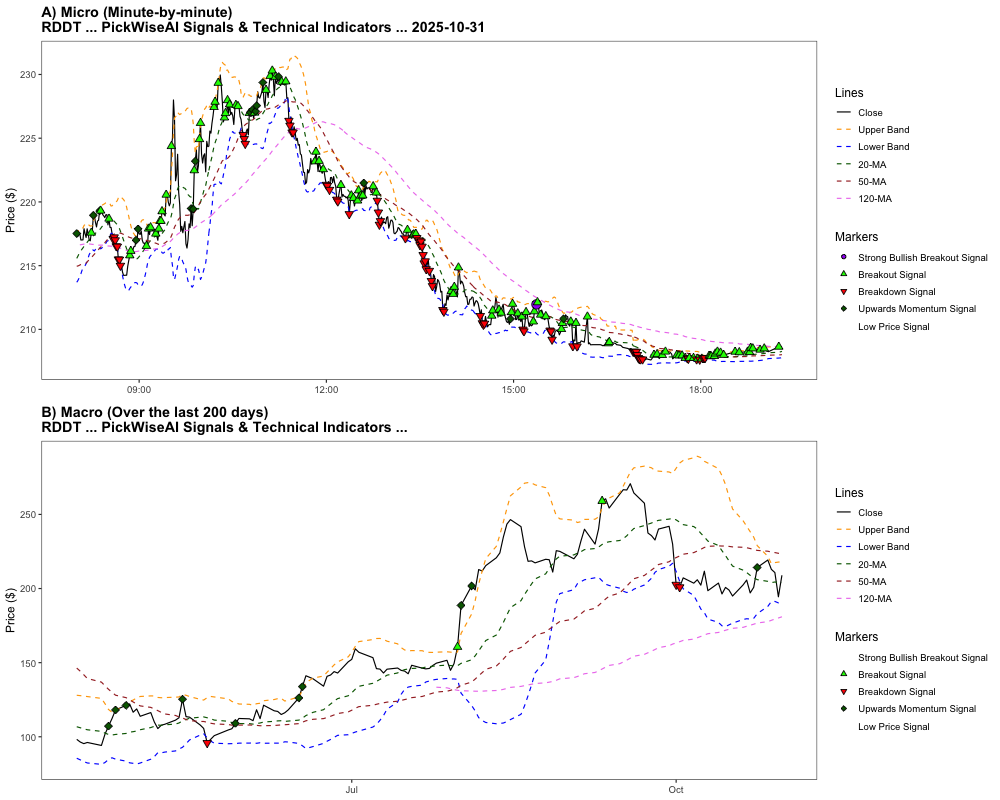 A) Micro (Minute-by-minute)
RDDT ... PickWiseAI Signals & Technical Indicators ... 2025-10-31
Price ($)
230
225
220
215
210
09:00
12:00
15:00
18:00
Lines
Close
Upper Band
Lower Band
20-MA
50-MA
120-MA
Markers
Strong Bullish Breakout Signal
Breakout Signal
Breakdown Signal
Upwards Momentum Signal
Low Price Signal
B) Macro (Over the last 200 days)
RDDT ... PickWiseAI Signals & Technical Indicators ...
Price ($)
250
200
150
100
Jul
Oct
Lines
Close
Upper Band
Lower Band
20-MA
50-MA
120-MA
Markers
Strong Bullish Breakout Signal
Breakout Signal
Breakdown Signal
Upwards Momentum Signal
Low Price Signal